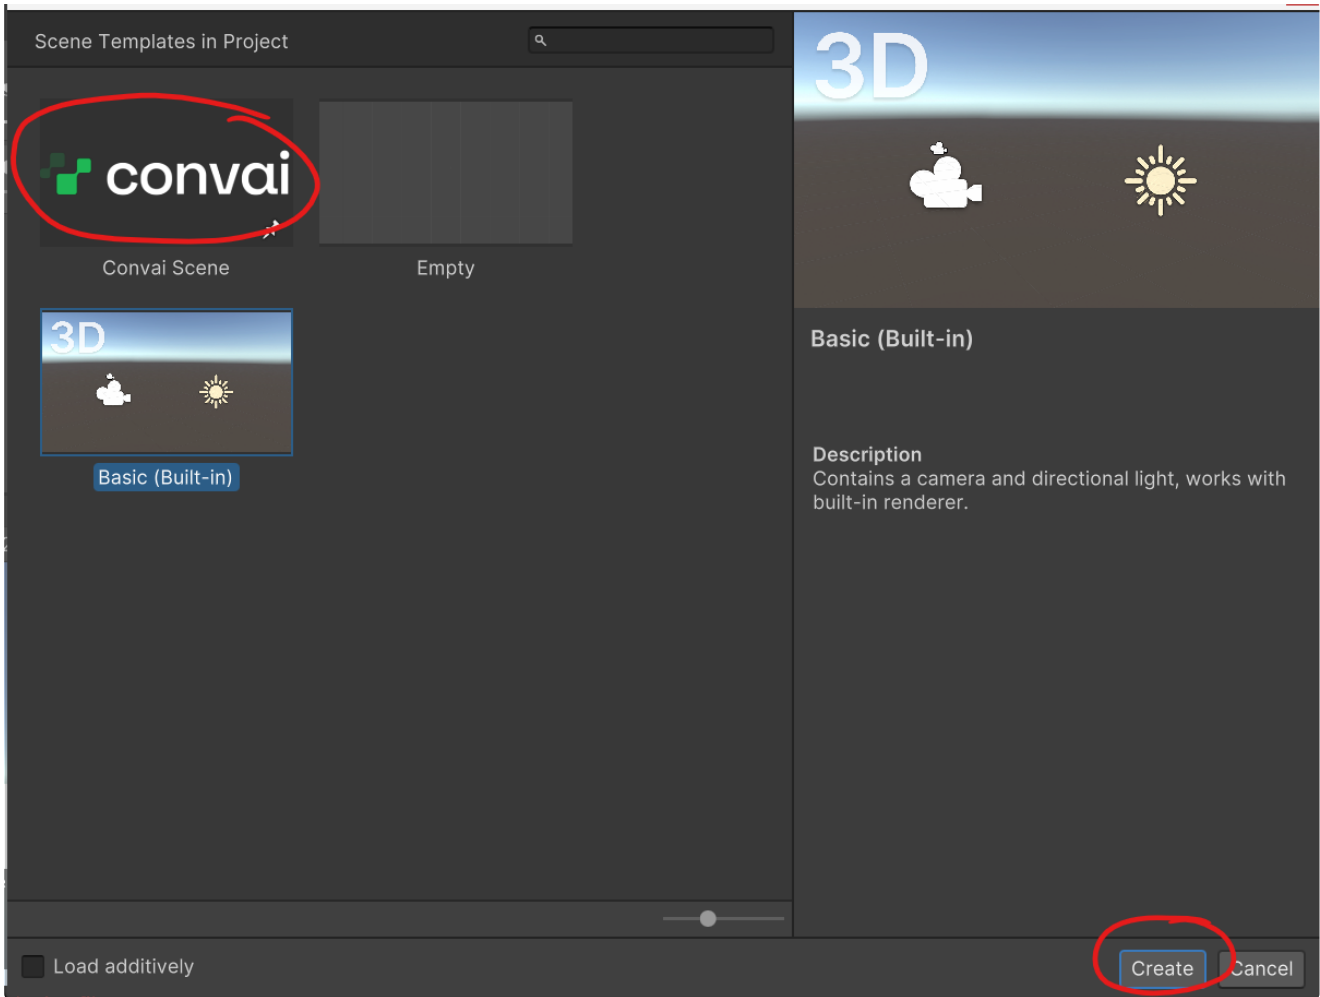 Scene Templates in Project
3D
convai
Convai Scene
Empty
3D
Basic (Built-in)
Basic (Built-in)
Description
Contains a camera and directional light, works with
built-in renderer.
Load additively
Create
Cancel